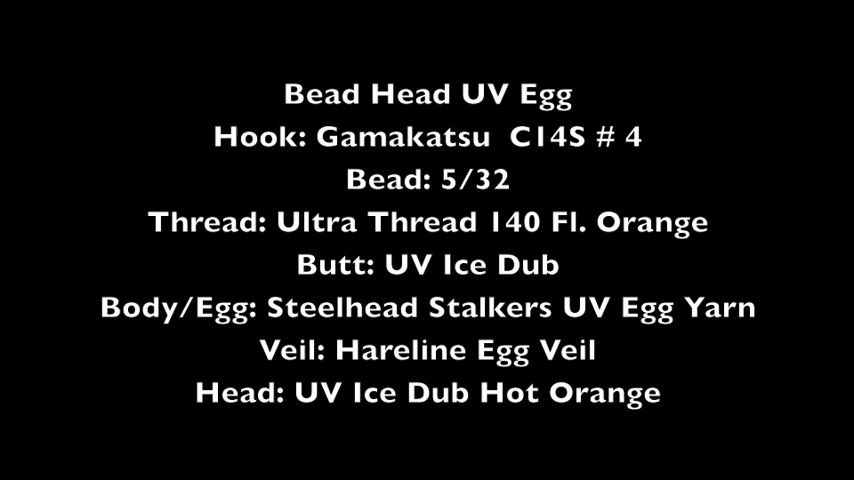 Bead Head UV Egg
Hook: Gamakatsu  C14S # 4
Bead: 5/32
Thread: Ultra Thread 140 Fl. Orange
Butt: UV Ice Dub
Body/Egg: Steelhead Stalkers UV Egg Yarn
Veil: Hareline Egg Veil
Head: UV Ice Dub Hot Orange